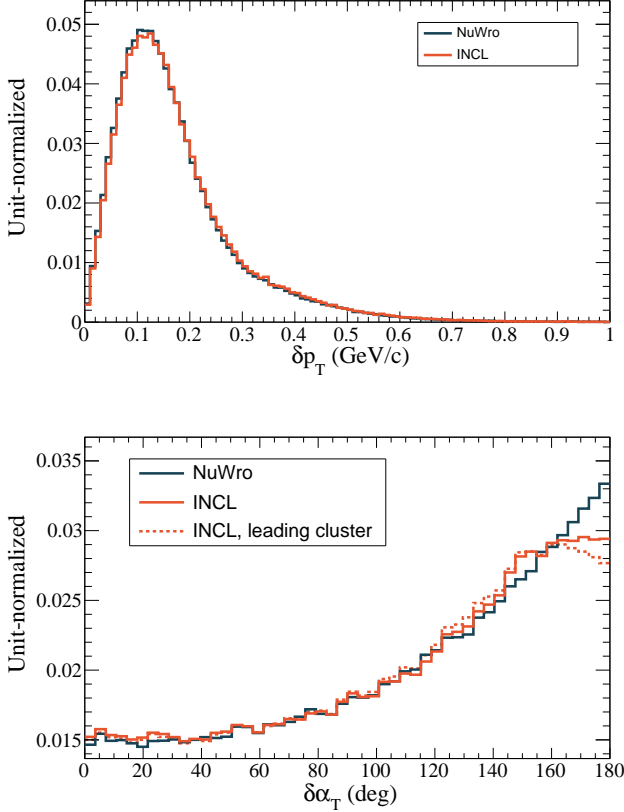 Unit-normalized
0.05
0.04
0.03
0.02
0.01
0
NuWro
INCL
0 0.1 0.2 0.3 0.4 0.5 0.6 0.7 0.8 0.9 1
δp_T (GeV/c)
Unit-normalized
0.035
0.03
0.025
0.02
0.015
NuWro
INCL
INCL, leading cluster
0 20 40 60 80 100 120 140 160 180
δα_T (deg)